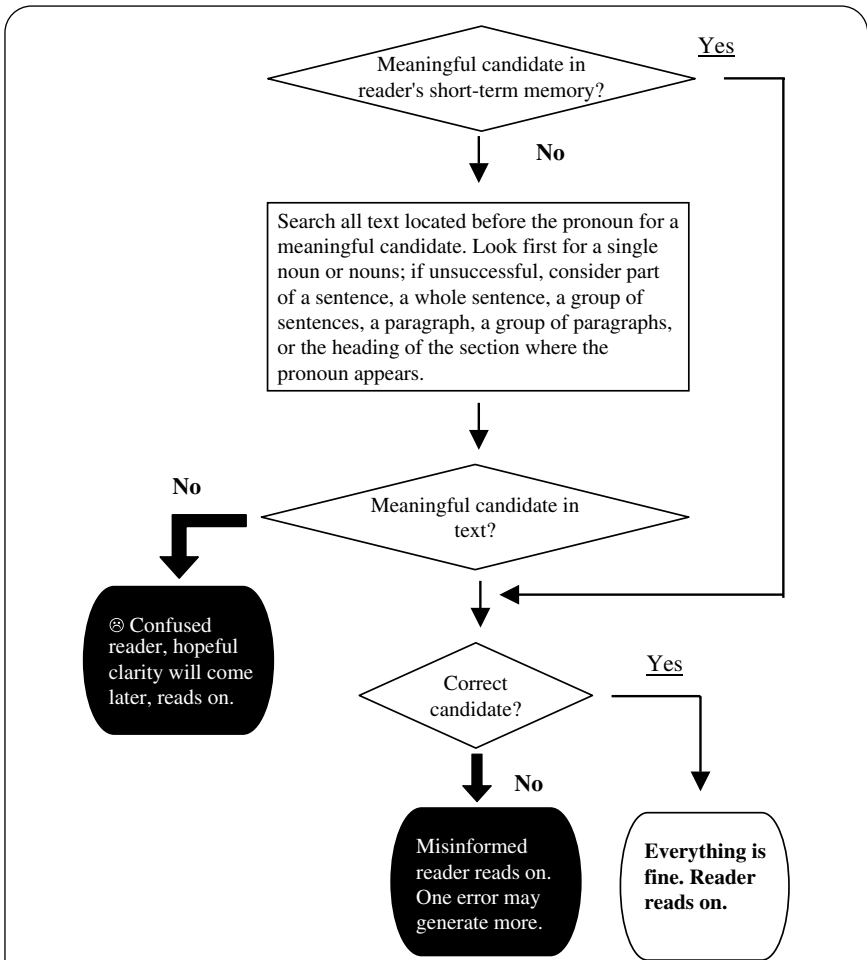 Yes
Meaningful candidate in
reader's short-term memory?
No
Search all text located before the pronoun for a
meaningful candidate. Look first for a single
noun or nouns; if unsuccessful, consider part
of a sentence, a whole sentence, a group of
sentences, a paragraph, a group of paragraphs,
or the heading of the section where the
pronoun appears.
No
Meaningful candidate in
text?
☹ Confused
reader, hopeful
clarity will come
later, reads on.
Yes
Correct
candidate?
No
Misinformed
reader reads on.
One error may
generate more.
Everything is
fine. Reader
reads on.